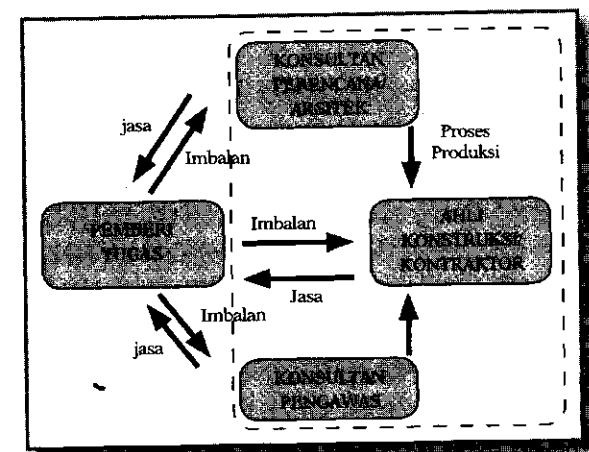 KONSULTAN
PERENCANA/
ARSITEK
jasa
Imbalan
Proses
Produksi
PEMBERI
TUGAS
Imbalan
Jasa
AHLI
KONSTRUKSI
KONTRAKTOR
Imbalan
jasa
KONSULTAN
PENGAWAS